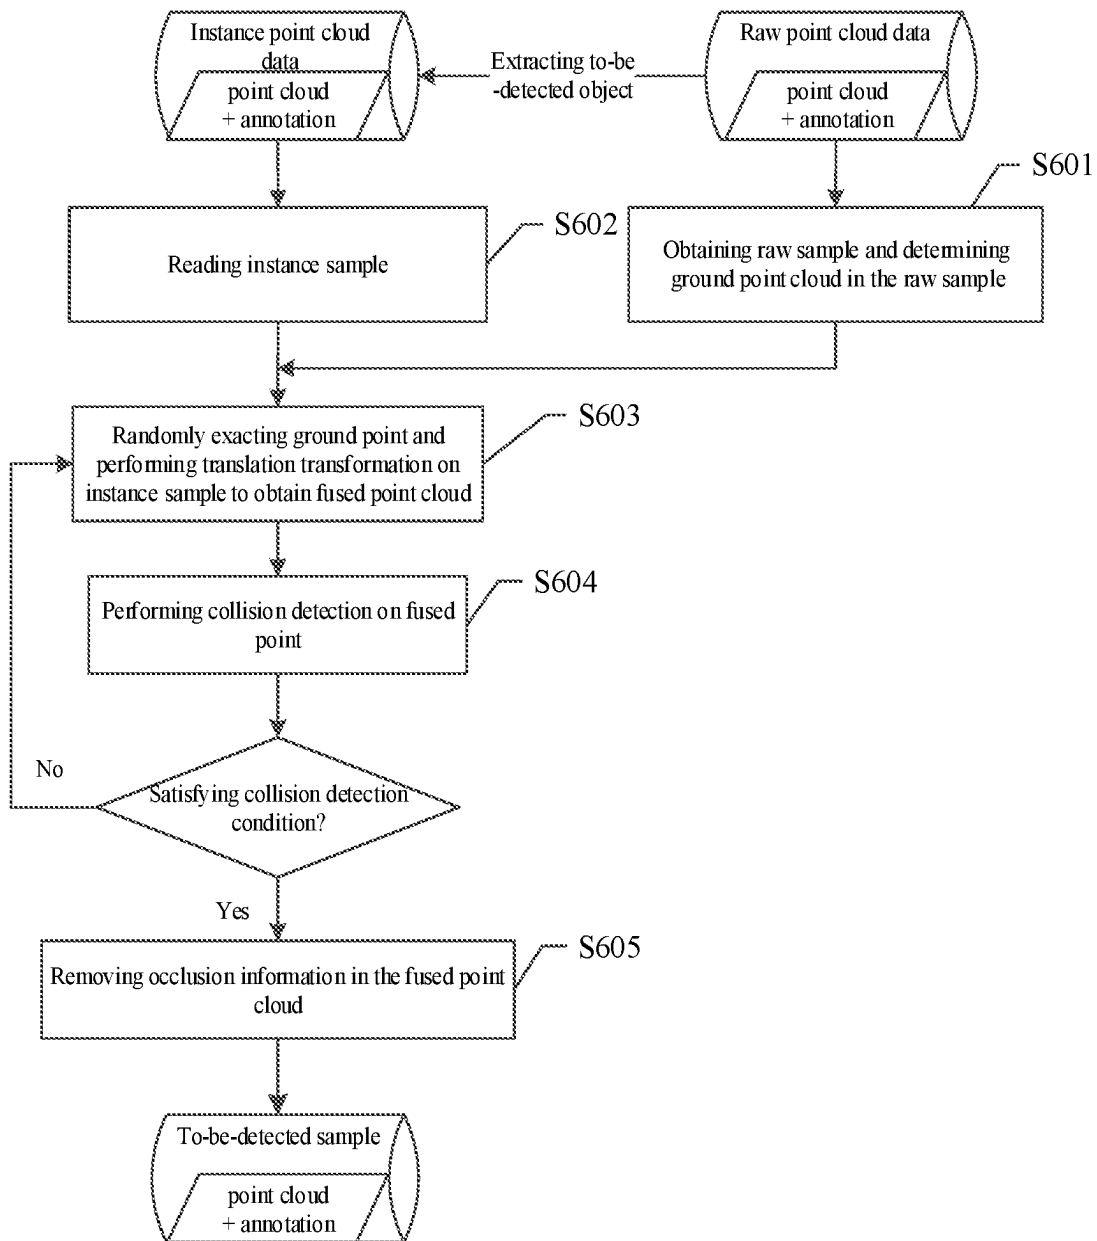 Instance point cloud
data
point cloud
+ annotation
Extracting to-be
-detected object
Raw point cloud data
point cloud
+ annotation
S601
S602
Reading instance sample
Obtaining raw sample and determining
ground point cloud in the raw sample
S603
Randomly exacting ground point and
performing translation transformation on
instance sample to obtain fused point cloud
S604
Performing collision detection on fused
point
No
Satisfying collision detection
condition?
Yes
S605
Removing occlusion information in the fused point
cloud
To-be-detected sample
point cloud
+ annotation